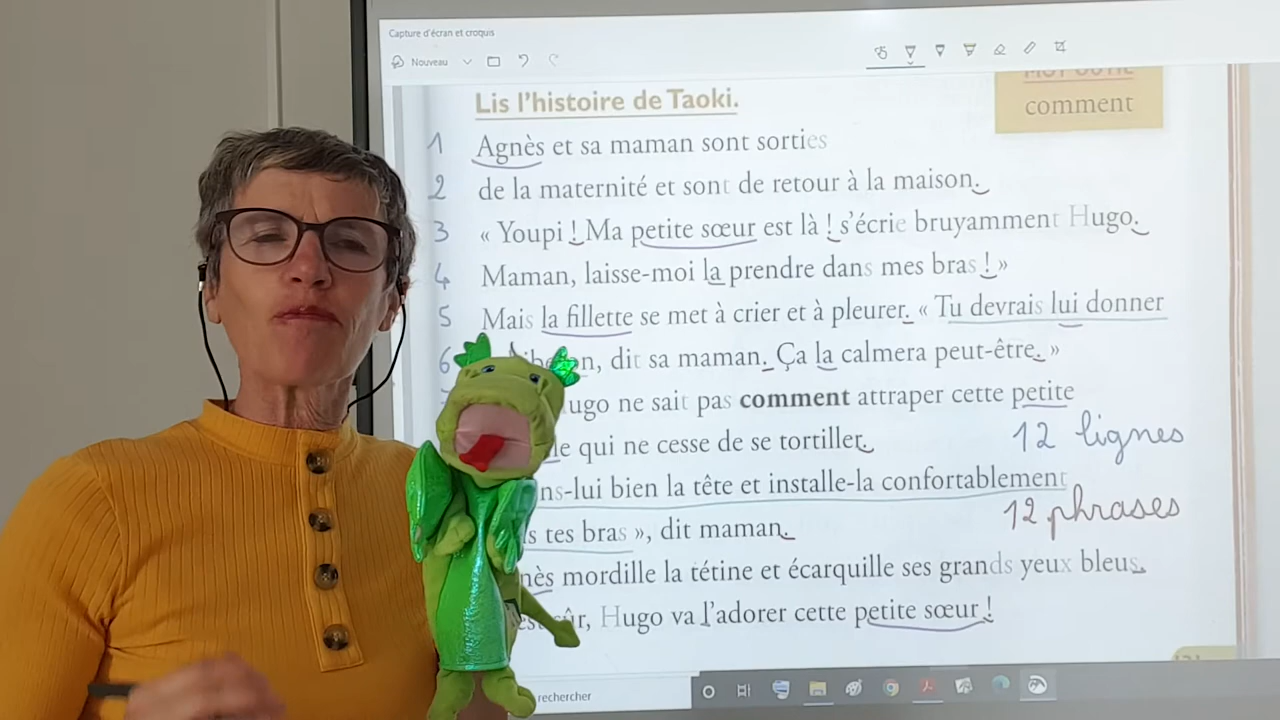 Capture d'écran et croquis
Nouveau
Lis l'histoire de Taoki.
comment
1 Agnès et sa maman sont sorties
2 de la maternité et sont de retour à la maison.
3 « Youpi ! Ma petite sœur est là ! s'écrie bruyamment Hugo.
4 Maman, laisse-moi la prendre dans mes bras ! »
5 Mais la fillette se met à crier et à pleurer. « Tu devrais lui donner
6 dit sa maman. Ça la calmera peut-être. »
ne sait pas comment attraper cette petite
qui ne cesse de se tortiller.
12 lignes
-lui bien la tête et installe-la confortablement
12 phrases
tes bras », dit maman.
mordille la tétine et écarquille ses grands yeux bleus.
Hugo va l'adorer cette petite sœur !
rechercher